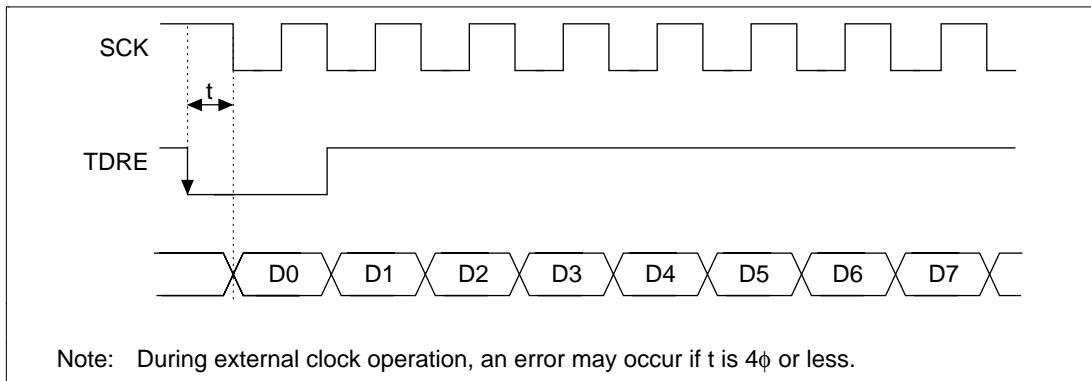 SCK
t
TDRE
D0 D1 D2 D3 D4 D5 D6 D7
Note: During external clock operation, an error may occur if t is 4ϕ or less.